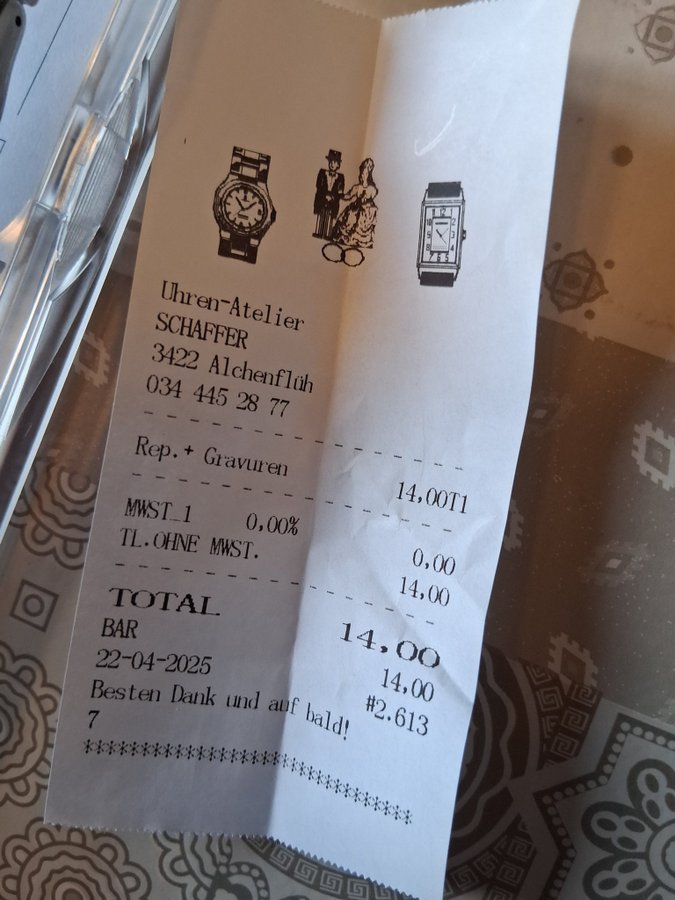 Uhren-Atelier
SCHAFFER
3422 Alchenflüh
034 445 28 77
Rep.+ Gravuren 14,00T1
MWST_1 0,00% 0,00
TL.OHNE MWST. 14,00
TOTAL 14,00
BAR 14,00
22-04-2025 #2.613
Besten Dank und auf bald!
7
***********************************